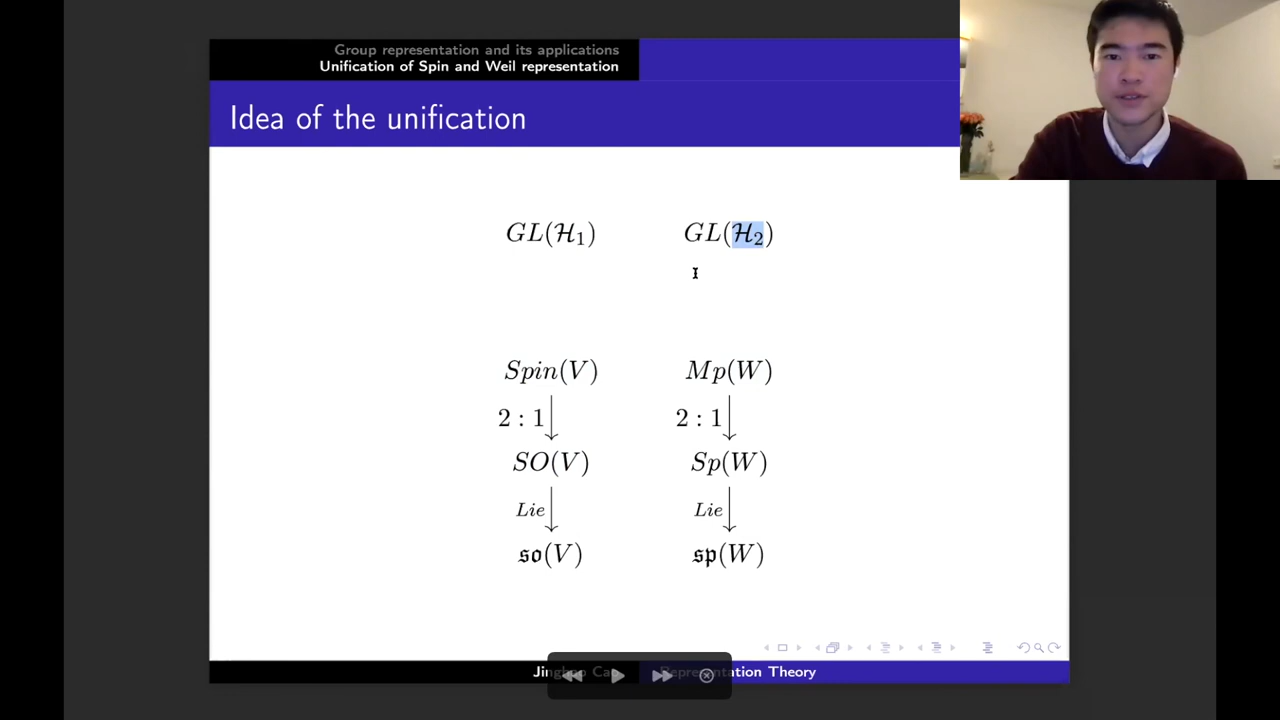 Group representation and its applications
Unification of Spin and Weil representation
Idea of the unification
GL(ℋ₁) GL(ℋ₂)
Spin(V) Mp(W)
2 : 1 2 : 1
SO(V) Sp(W)
Lie Lie
𝔰𝔬(V) 𝔰𝔭(W)
Theory